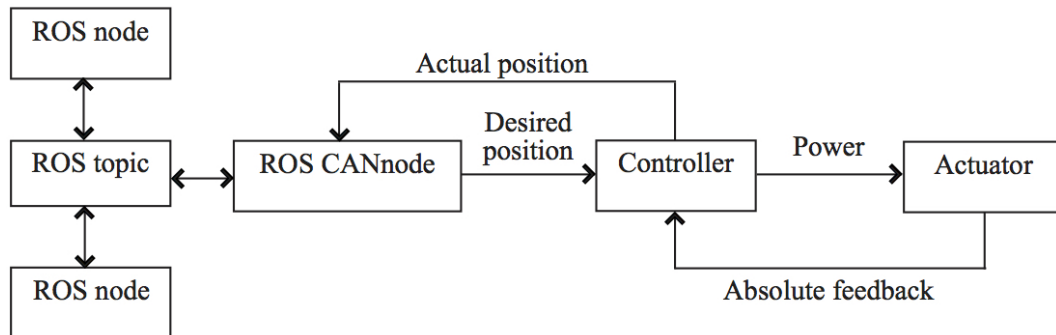 ROS node
Actual position
Desired
position
ROS topic
ROS CANnode
Controller
Power
Actuator
ROS node
Absolute feedback